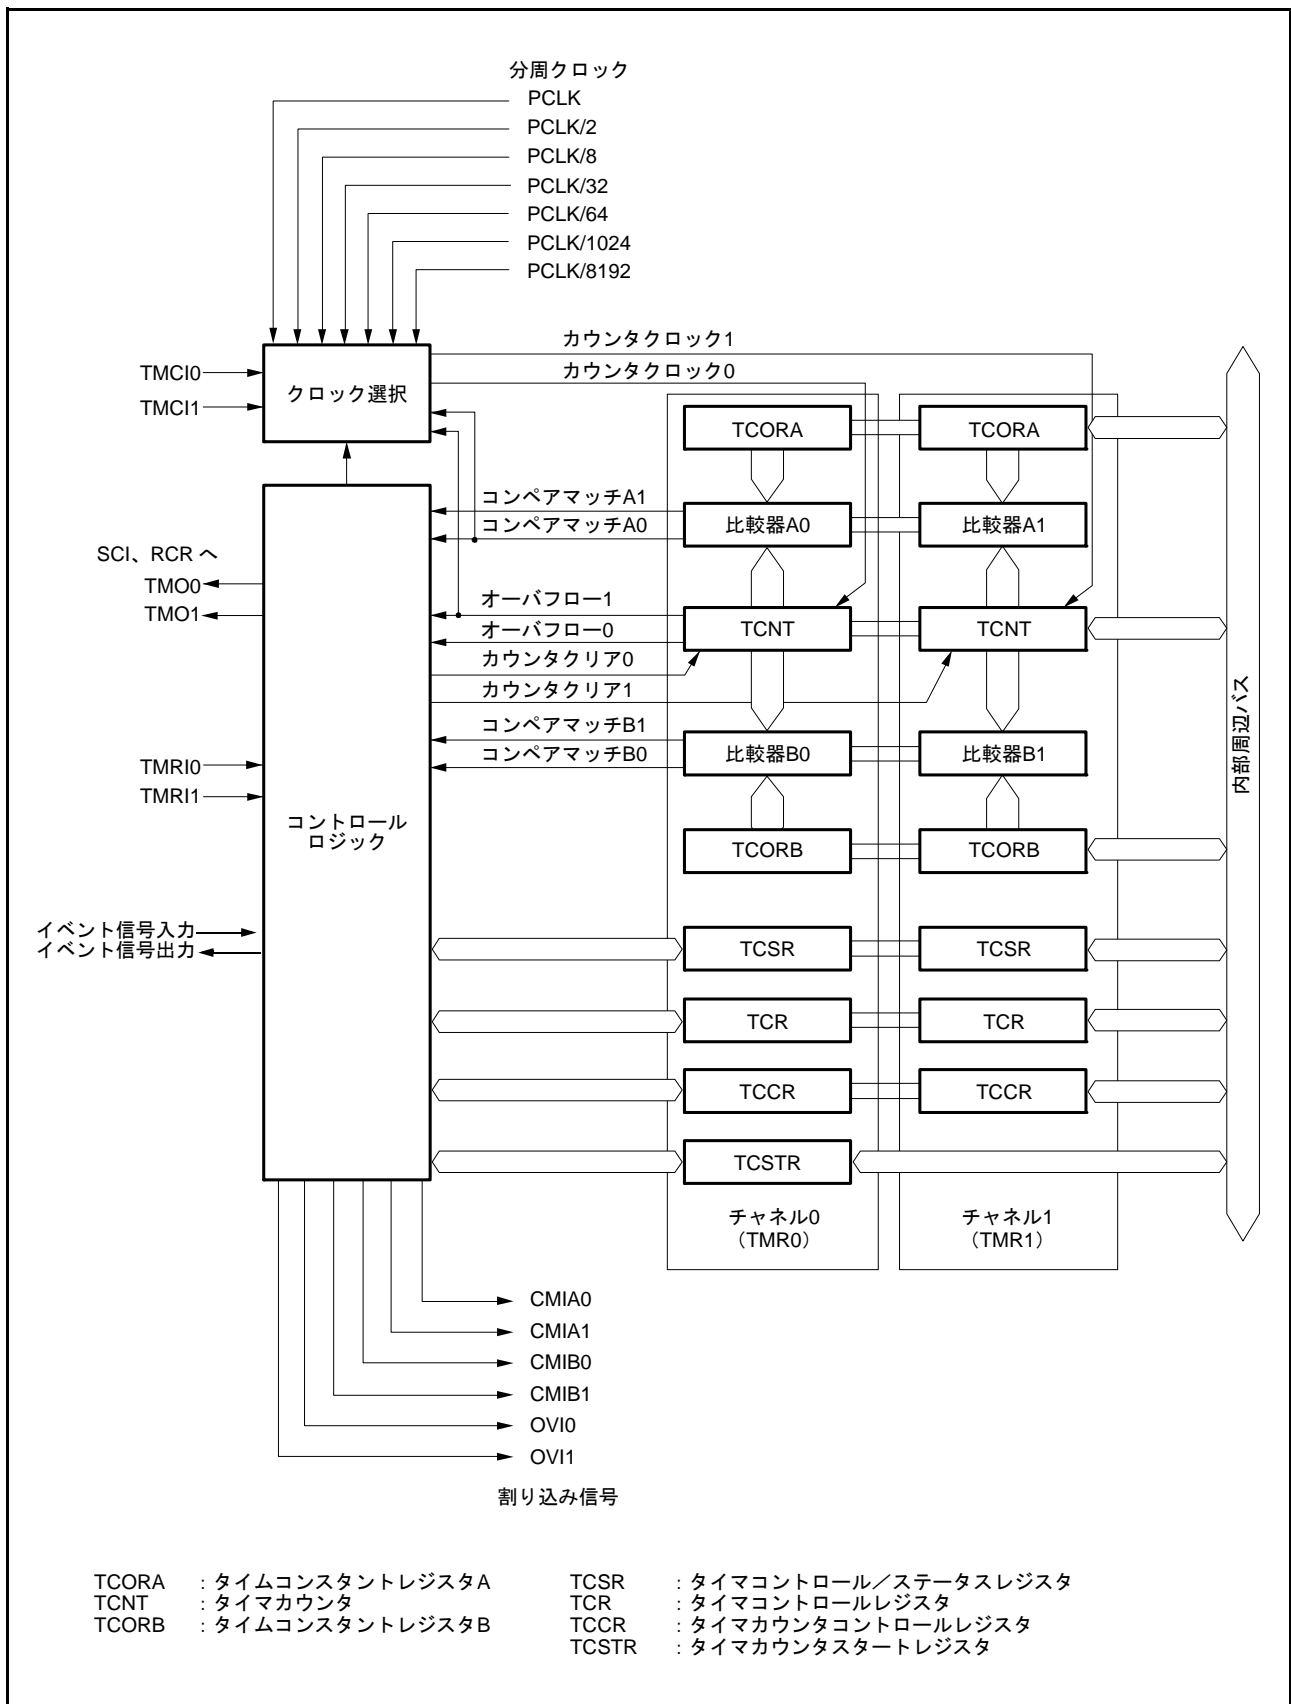 分周クロック
PCLK
PCLK/2
PCLK/8
PCLK/32
PCLK/64
PCLK/1024
PCLK/8192
カウンタクロック1
カウンタクロック0
TMCI0
TMCI1
クロック選択
TCORA
TCORA
コンペアマッチA1
コンペアマッチA0
比較器A0
比較器A1
SCI、RCR へ
TMO0
TMO1
オーバフロー1
オーバフロー0
カウンタクリア0
カウンタクリア1
TCNT
TCNT
コンペアマッチB1
コンペアマッチB0
比較器B0
比較器B1
TMRI0
TMRI1
コントロール
ロジック
TCORB
TCORB
内部周辺バス
イベント信号入力
イベント信号出力
TCSR
TCSR
TCR
TCR
TCCR
TCCR
TCSTR
チャネル0
（TMR0）
チャネル1
（TMR1）
CMIA0
CMIA1
CMIB0
CMIB1
OVI0
OVI1
割り込み信号
TCORA : タイムコンスタントレジスタA
TCNT : タイマカウンタ
TCORB : タイムコンスタントレジスタB
TCSR : タイマコントロール／ステータスレジスタ
TCR : タイマコントロールレジスタ
TCCR : タイマカウンタコントロールレジスタ
TCSTR : タイマカウンタスタートレジスタ